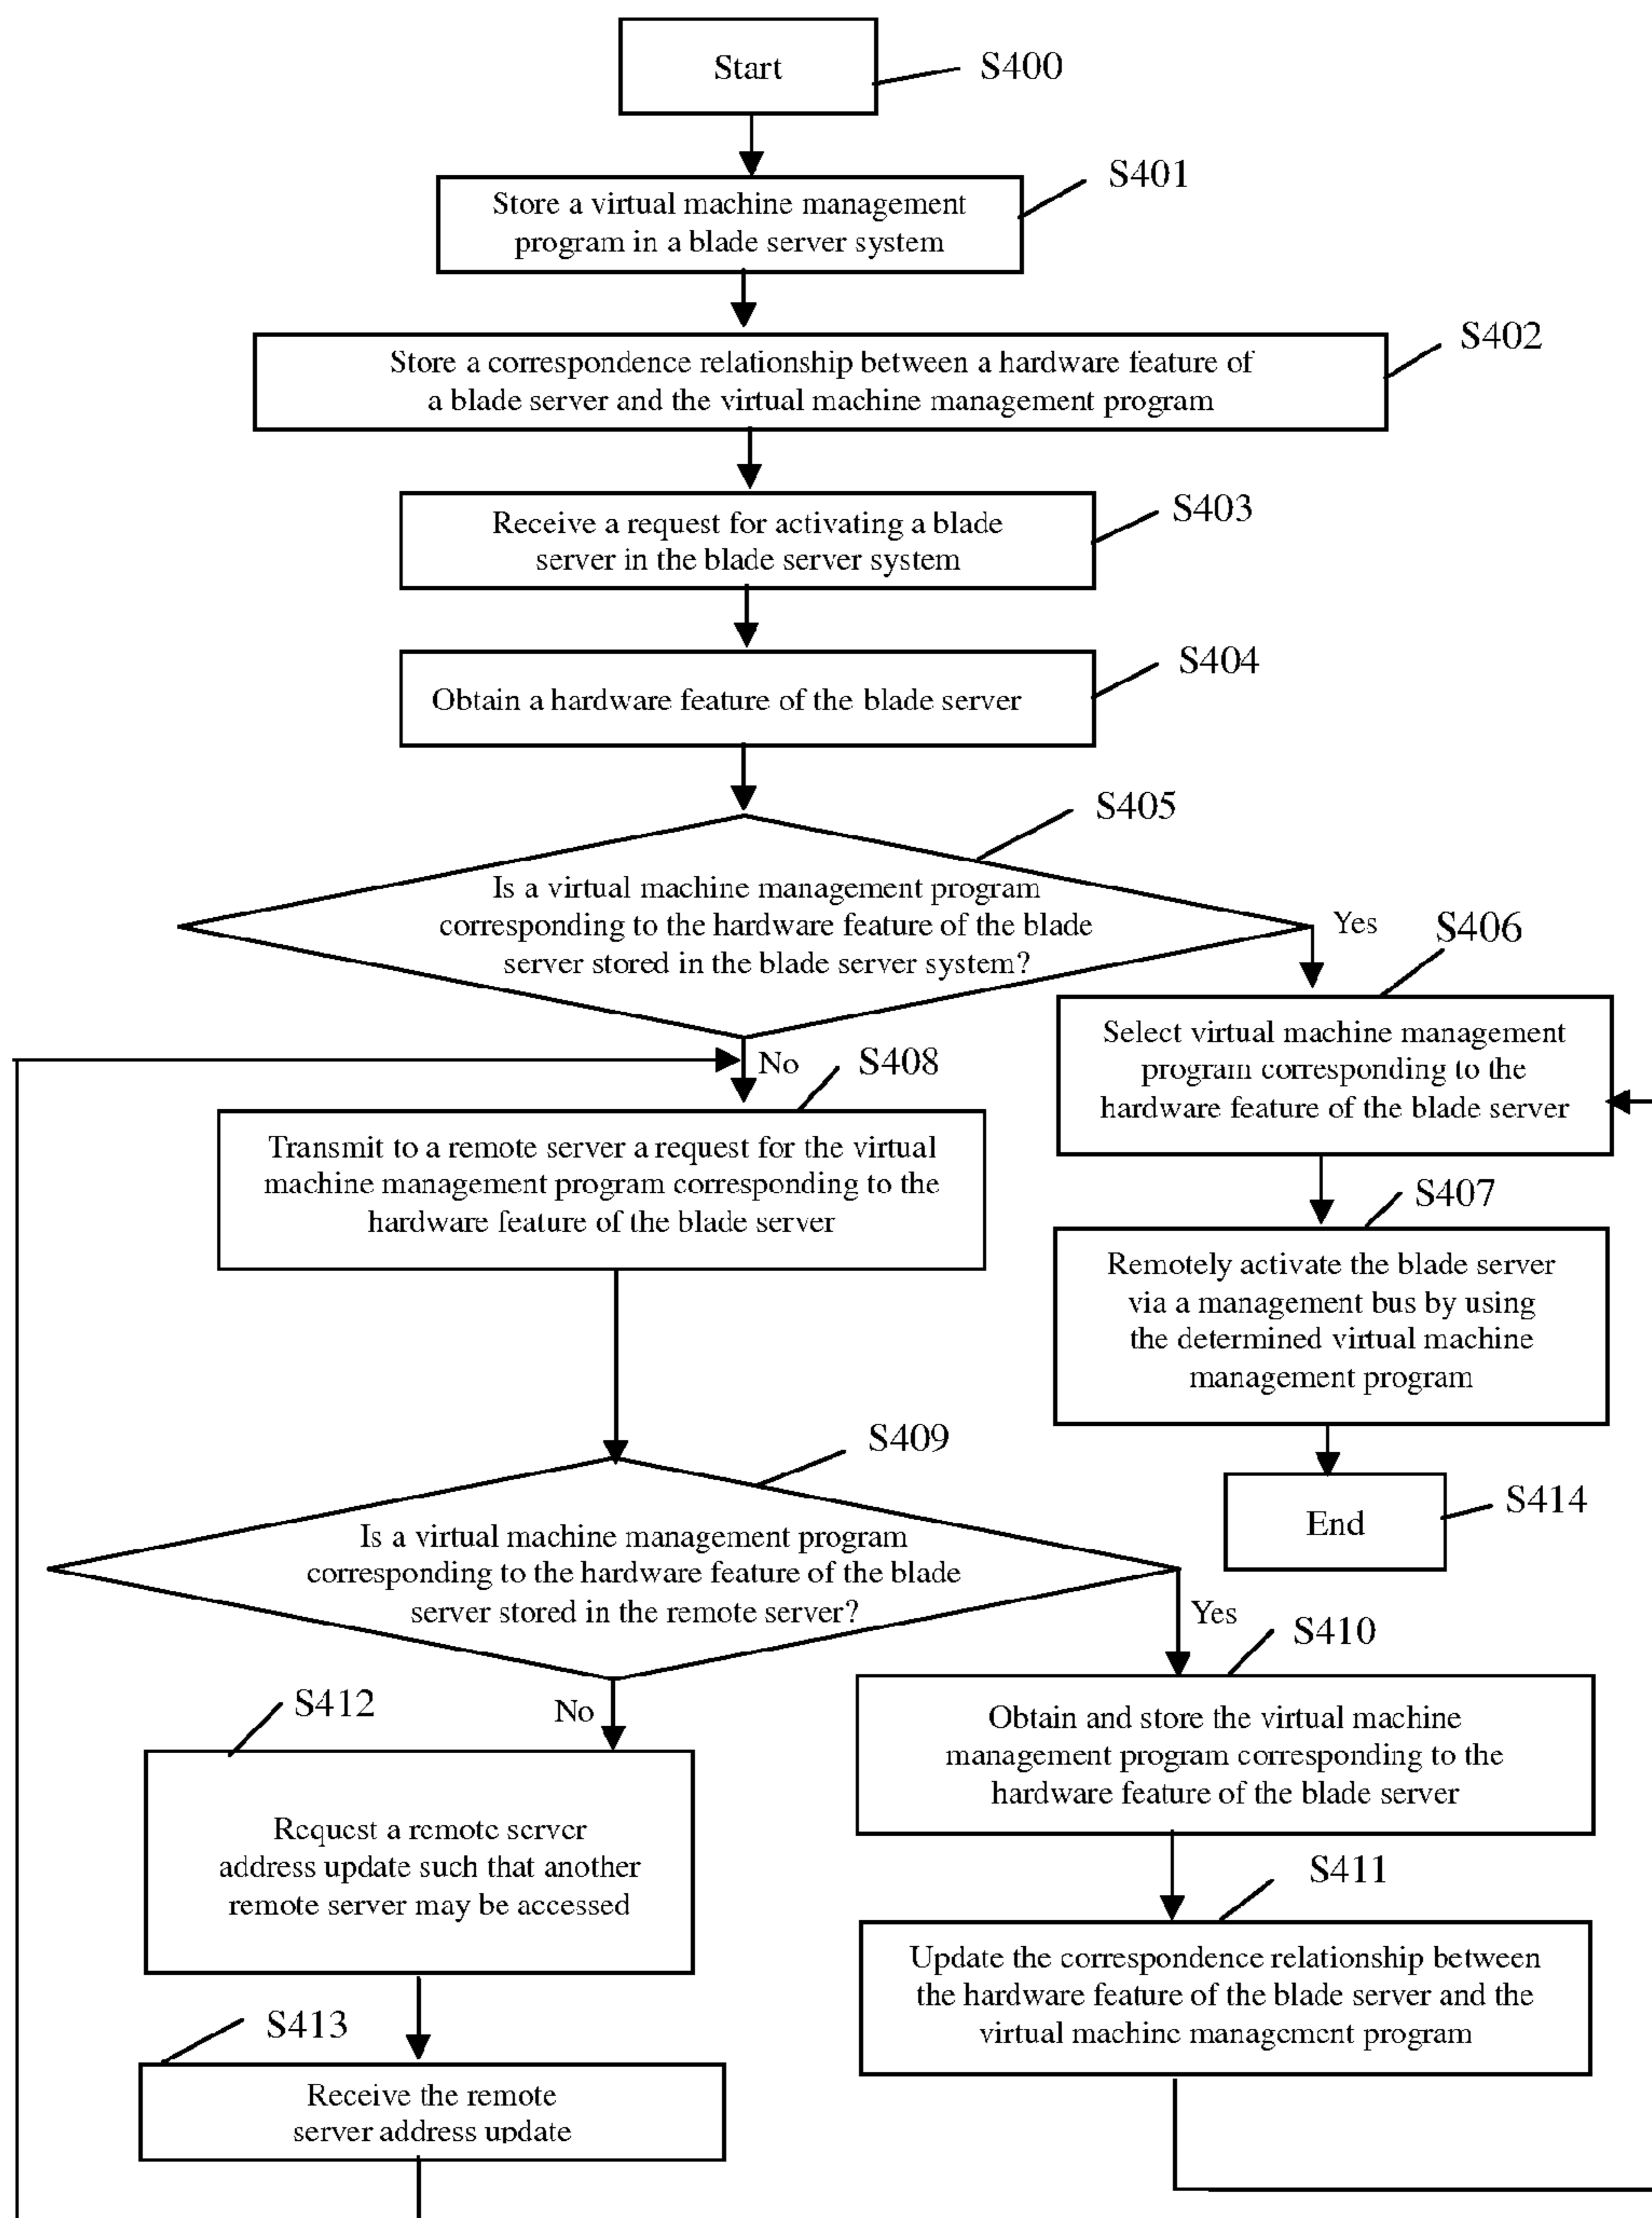 Start
S400
S401
Store a virtual machine management
program in a blade server system
S402
Store a correspondence relationship between a hardware feature of
a blade server and the virtual machine management program
S403
Receive a request for activating a blade
server in the blade server system
S404
Obtain a hardware feature of the blade server
S405
Is a virtual machine management program
corresponding to the hardware feature of the blade
server stored in the blade server system?
Yes
S406
Select virtual machine management
program corresponding to the
hardware feature of the blade server
No
S408
Transmit to a remote server a request for the virtual
machine management program corresponding to the
hardware feature of the blade server
S407
Remotely activate the blade server
via a management bus by using
the determined virtual machine
management program
S409
Is a virtual machine management program
corresponding to the hardware feature of the blade
server stored in the remote server?
S414
End
Yes
S410
Obtain and store the virtual machine
management program corresponding to the
hardware feature of the blade server
No
S412
Request a remote server
address update such that another
remote server may be accessed
S411
Update the correspondence relationship between
the hardware feature of the blade server and the
virtual machine management program
S413
Receive the remote
server address update